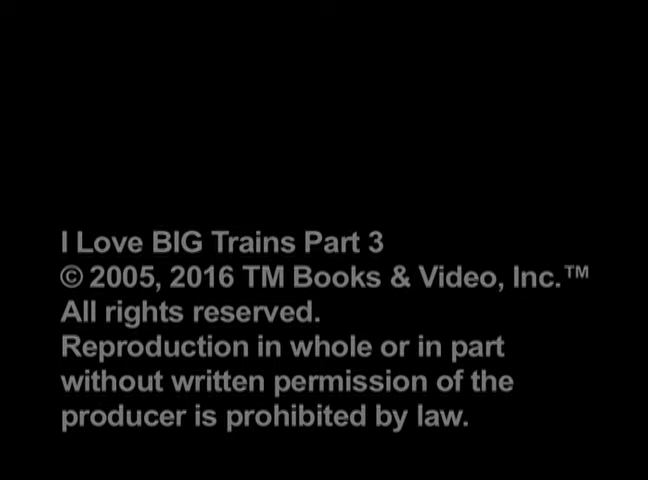 I Love BIG Trains Part 3
© 2005, 2016 TM Books & Video, Inc.™
All rights reserved.
Reproduction in whole or in part
without written permission of the
producer is prohibited by law.